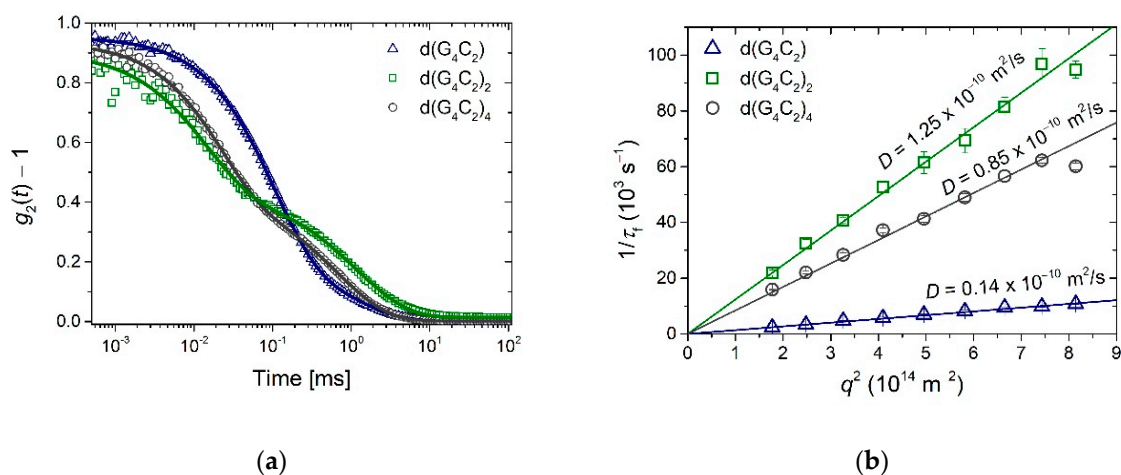 1.0
0.8
0.6
0.4
0.2
0.0
g₂(t) − 1
d(G₄C₂)
d(G₄C₂)₂
d(G₄C₂)₄
10⁻³ 10⁻² 10⁻¹ 10⁰ 10¹ 10²
Time [ms]
(a)
100
80
60
40
20
0
1/τf (10³ s⁻¹)
d(G₄C₂)
d(G₄C₂)₂
d(G₄C₂)₄
D = 1.25 x 10⁻¹⁰ m²/s
D = 0.85 x 10⁻¹⁰ m²/s
D = 0.14 x 10⁻¹⁰ m²/s
0 1 2 3 4 5 6 7 8 9
q² (10¹⁴ m⁻²)
(b)